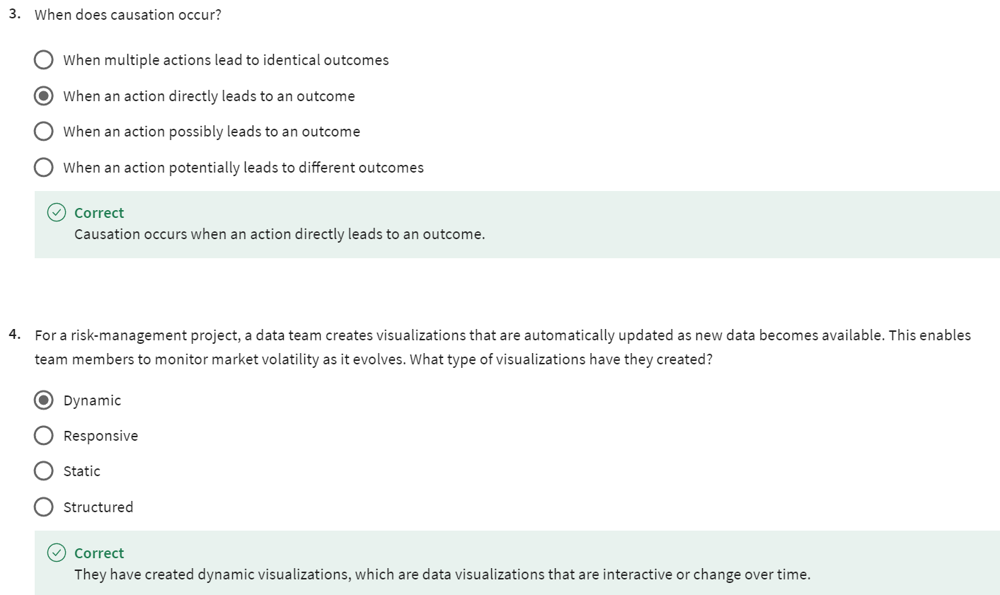 3. When does causation occur?
When multiple actions lead to identical outcomes
When an action directly leads to an outcome
When an action possibly leads to an outcome
When an action potentially leads to different outcomes
Correct
Causation occurs when an action directly leads to an outcome.
4. For a risk-management project, a data team creates visualizations that are automatically updated as new data becomes available. This enables
team members to monitor market volatility as it evolves. What type of visualizations have they created?
Dynamic
Responsive
Static
Structured
Correct
They have created dynamic visualizations, which are data visualizations that are interactive or change over time.